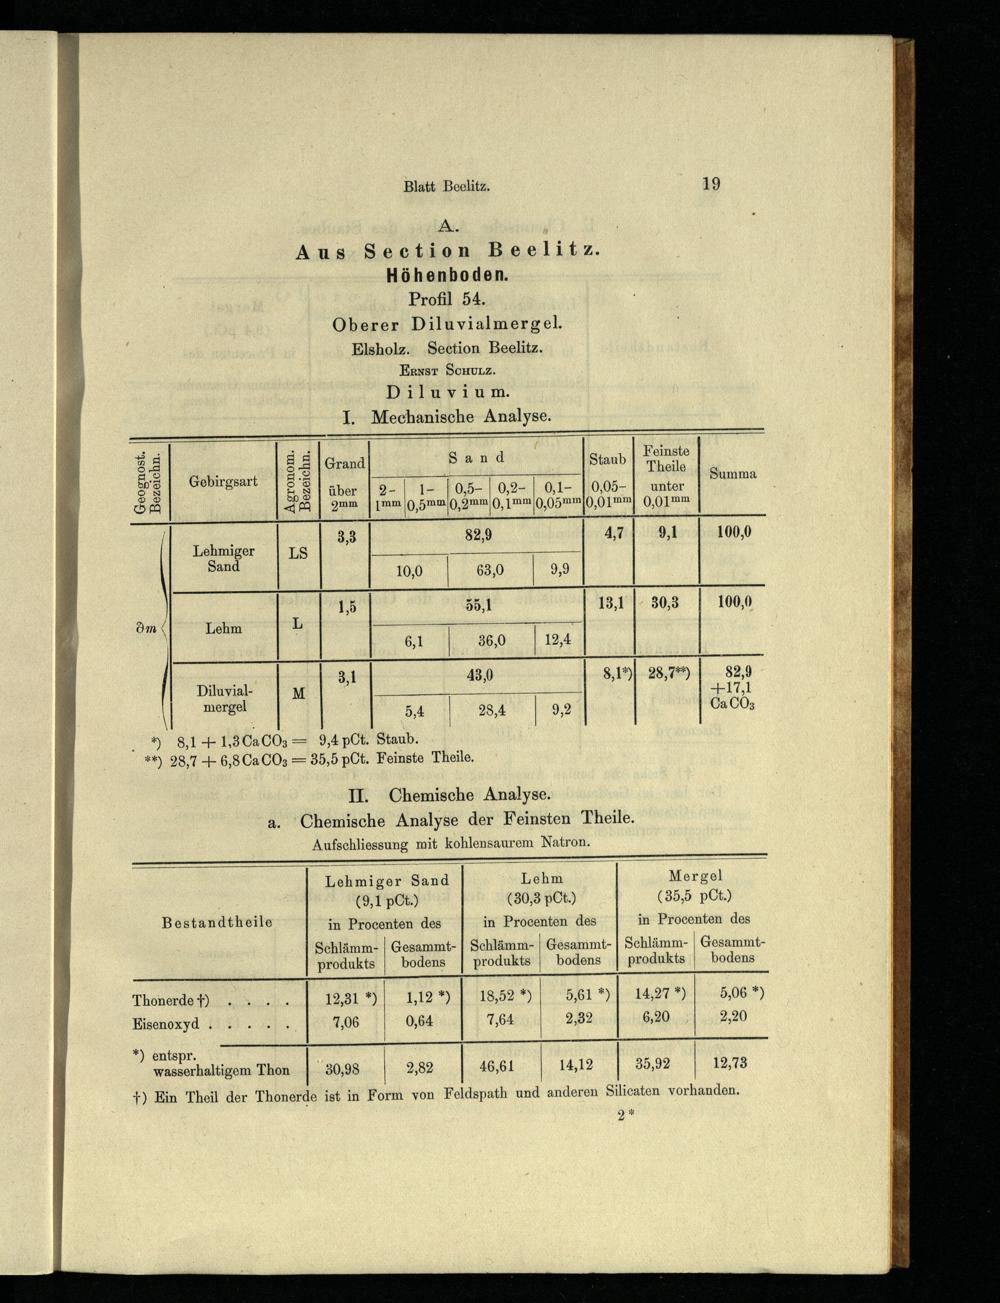 Blatt Beelitz. 19
A.
Aus Section Beelitz.
Höhenboden.
Profil 54.
Oberer Diluvialmergel.
Elsholz. Section Beelitz.
Ernst Schulz.
Diluvium.
I. Mechanische Analyse.
Geognost. Bezeichn. Gebirgsart Agronom. Bezeichn. Grand über 2mm Sand Staub Feinste Theile Summa
2-1mm 1-0,5mm 0,5-0,2mm 0,2-0,1mm 0,1-0,05mm 0,05-0,01mm unter 0,01mm
∂m Lehmiger Sand LS 3,3 82,9 4,7 9,1 100,0
10,0 63,0 9,9
Lehm L 1,5 55,1 13,1 30,3 100,0
6,1 36,0 12,4
Diluvial-mergel M 3,1 43,0 8,1*) 28,7**) 82,9 +17,1 CaCO3
5,4 28,4 9,2
*) 8,1 + 1,3 CaCO3 = 9,4 pCt. Staub.
**) 28,7 + 6,8 CaCO3 = 35,5 pCt. Feinste Theile.
II. Chemische Analyse.
a. Chemische Analyse der Feinsten Theile.
Aufschliessung mit kohlensaurem Natron.
Bestandtheile
Lehmiger Sand Lehm Mergel
(9,1 pCt.) (30,3 pCt.) (35,5 pCt.)
in Procenten des in Procenten des in Procenten des
Schlämm- Gesammt- Schlämm- Gesammt- Schlämm- Gesammt-
produkts bodens produkts bodens produkts bodens
Thonerde †) . . . . 12,31 *) 1,12 *) 18,52 *) 5,61 *) 14,27 *) 5,06 *)
Eisenoxyd . . . . . 7,06 0,64 7,64 2,32 6,20 2,20
*) entspr.
wasserhaltigem Thon 30,98 2,82 46,61 14,12 35,92 12,73
†) Ein Theil der Thonerde ist in Form von Feldspath und anderen Silicaten vorhanden.
2*